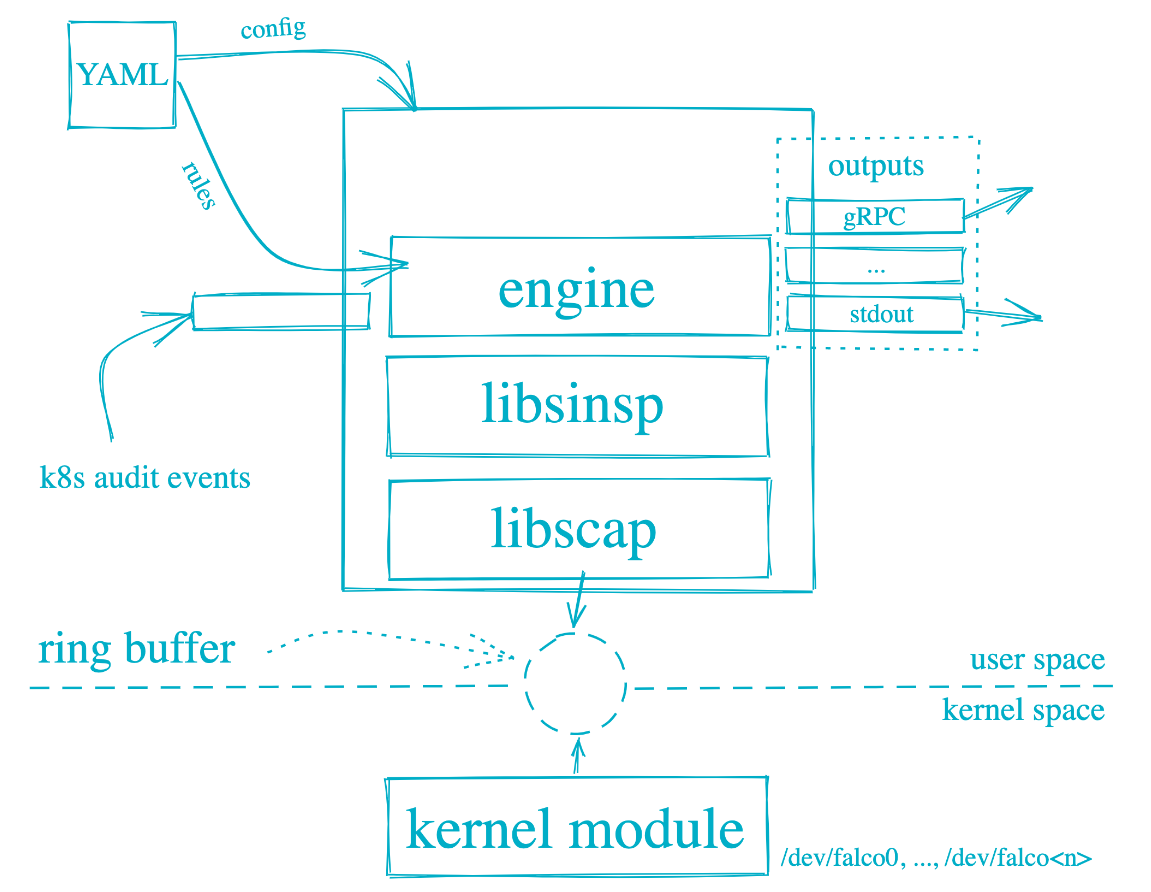 config
YAML
rules
outputs
gRPC
...
stdout
engine
libsinsp
k8s audit events
libscap
ring buffer
user space
kernel space
kernel module
/dev/falco0, ..., /dev/falco<n>